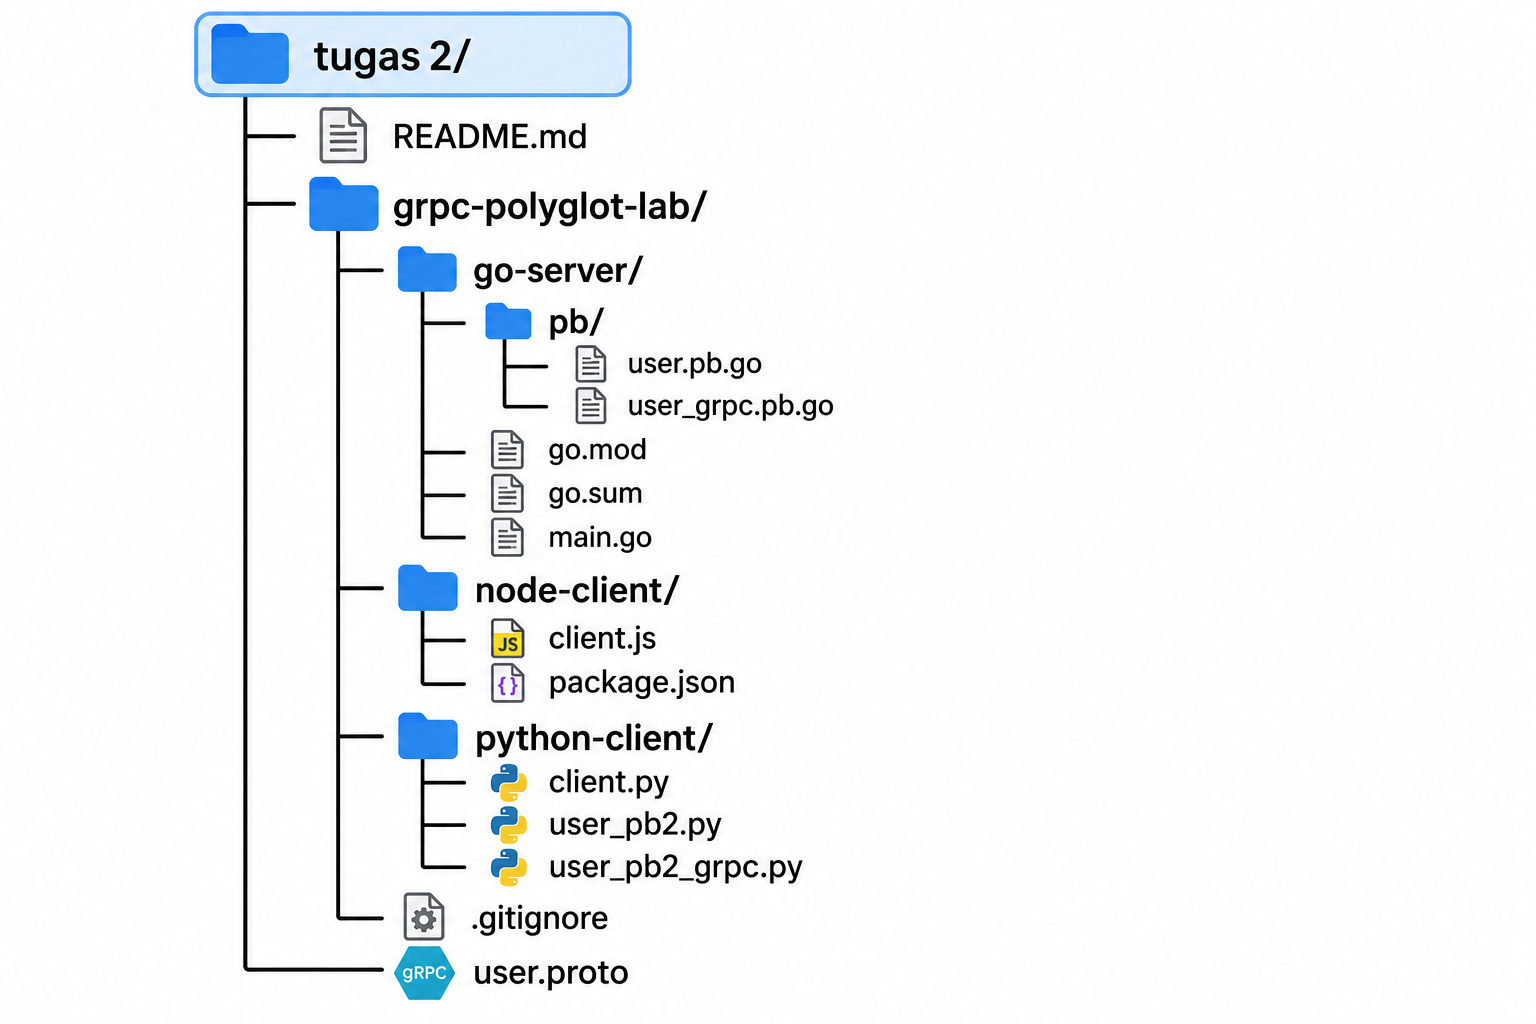 tugas 2/
README.md
grpc-polyglot-lab/
go-server/
pb/
user.pb.go
user_grpc.pb.go
go.mod
go.sum
main.go
node-client/
JS client.js
{} package.json
python-client/
client.py
user_pb2.py
user_pb2_grpc.py
.gitignore
gRPC user.proto